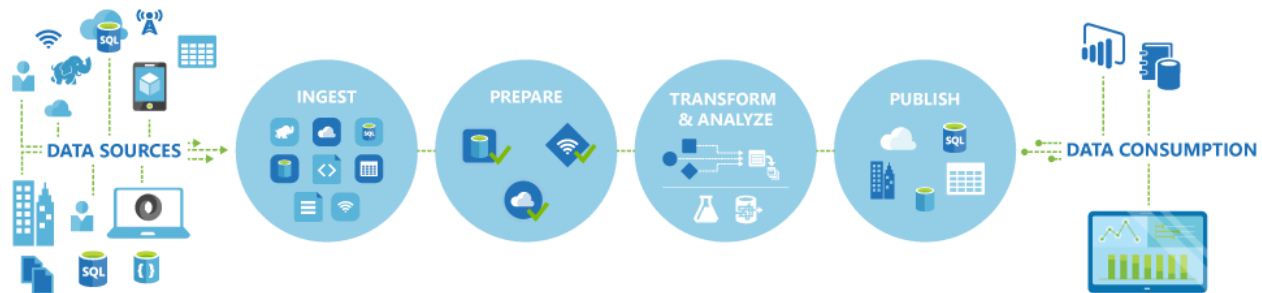 SQL
DATA SOURCES
SQL
{ }
INGEST
SQL
<>
PREPARE
TRANSFORM
& ANALYZE
PUBLISH
SQL
DATA CONSUMPTION